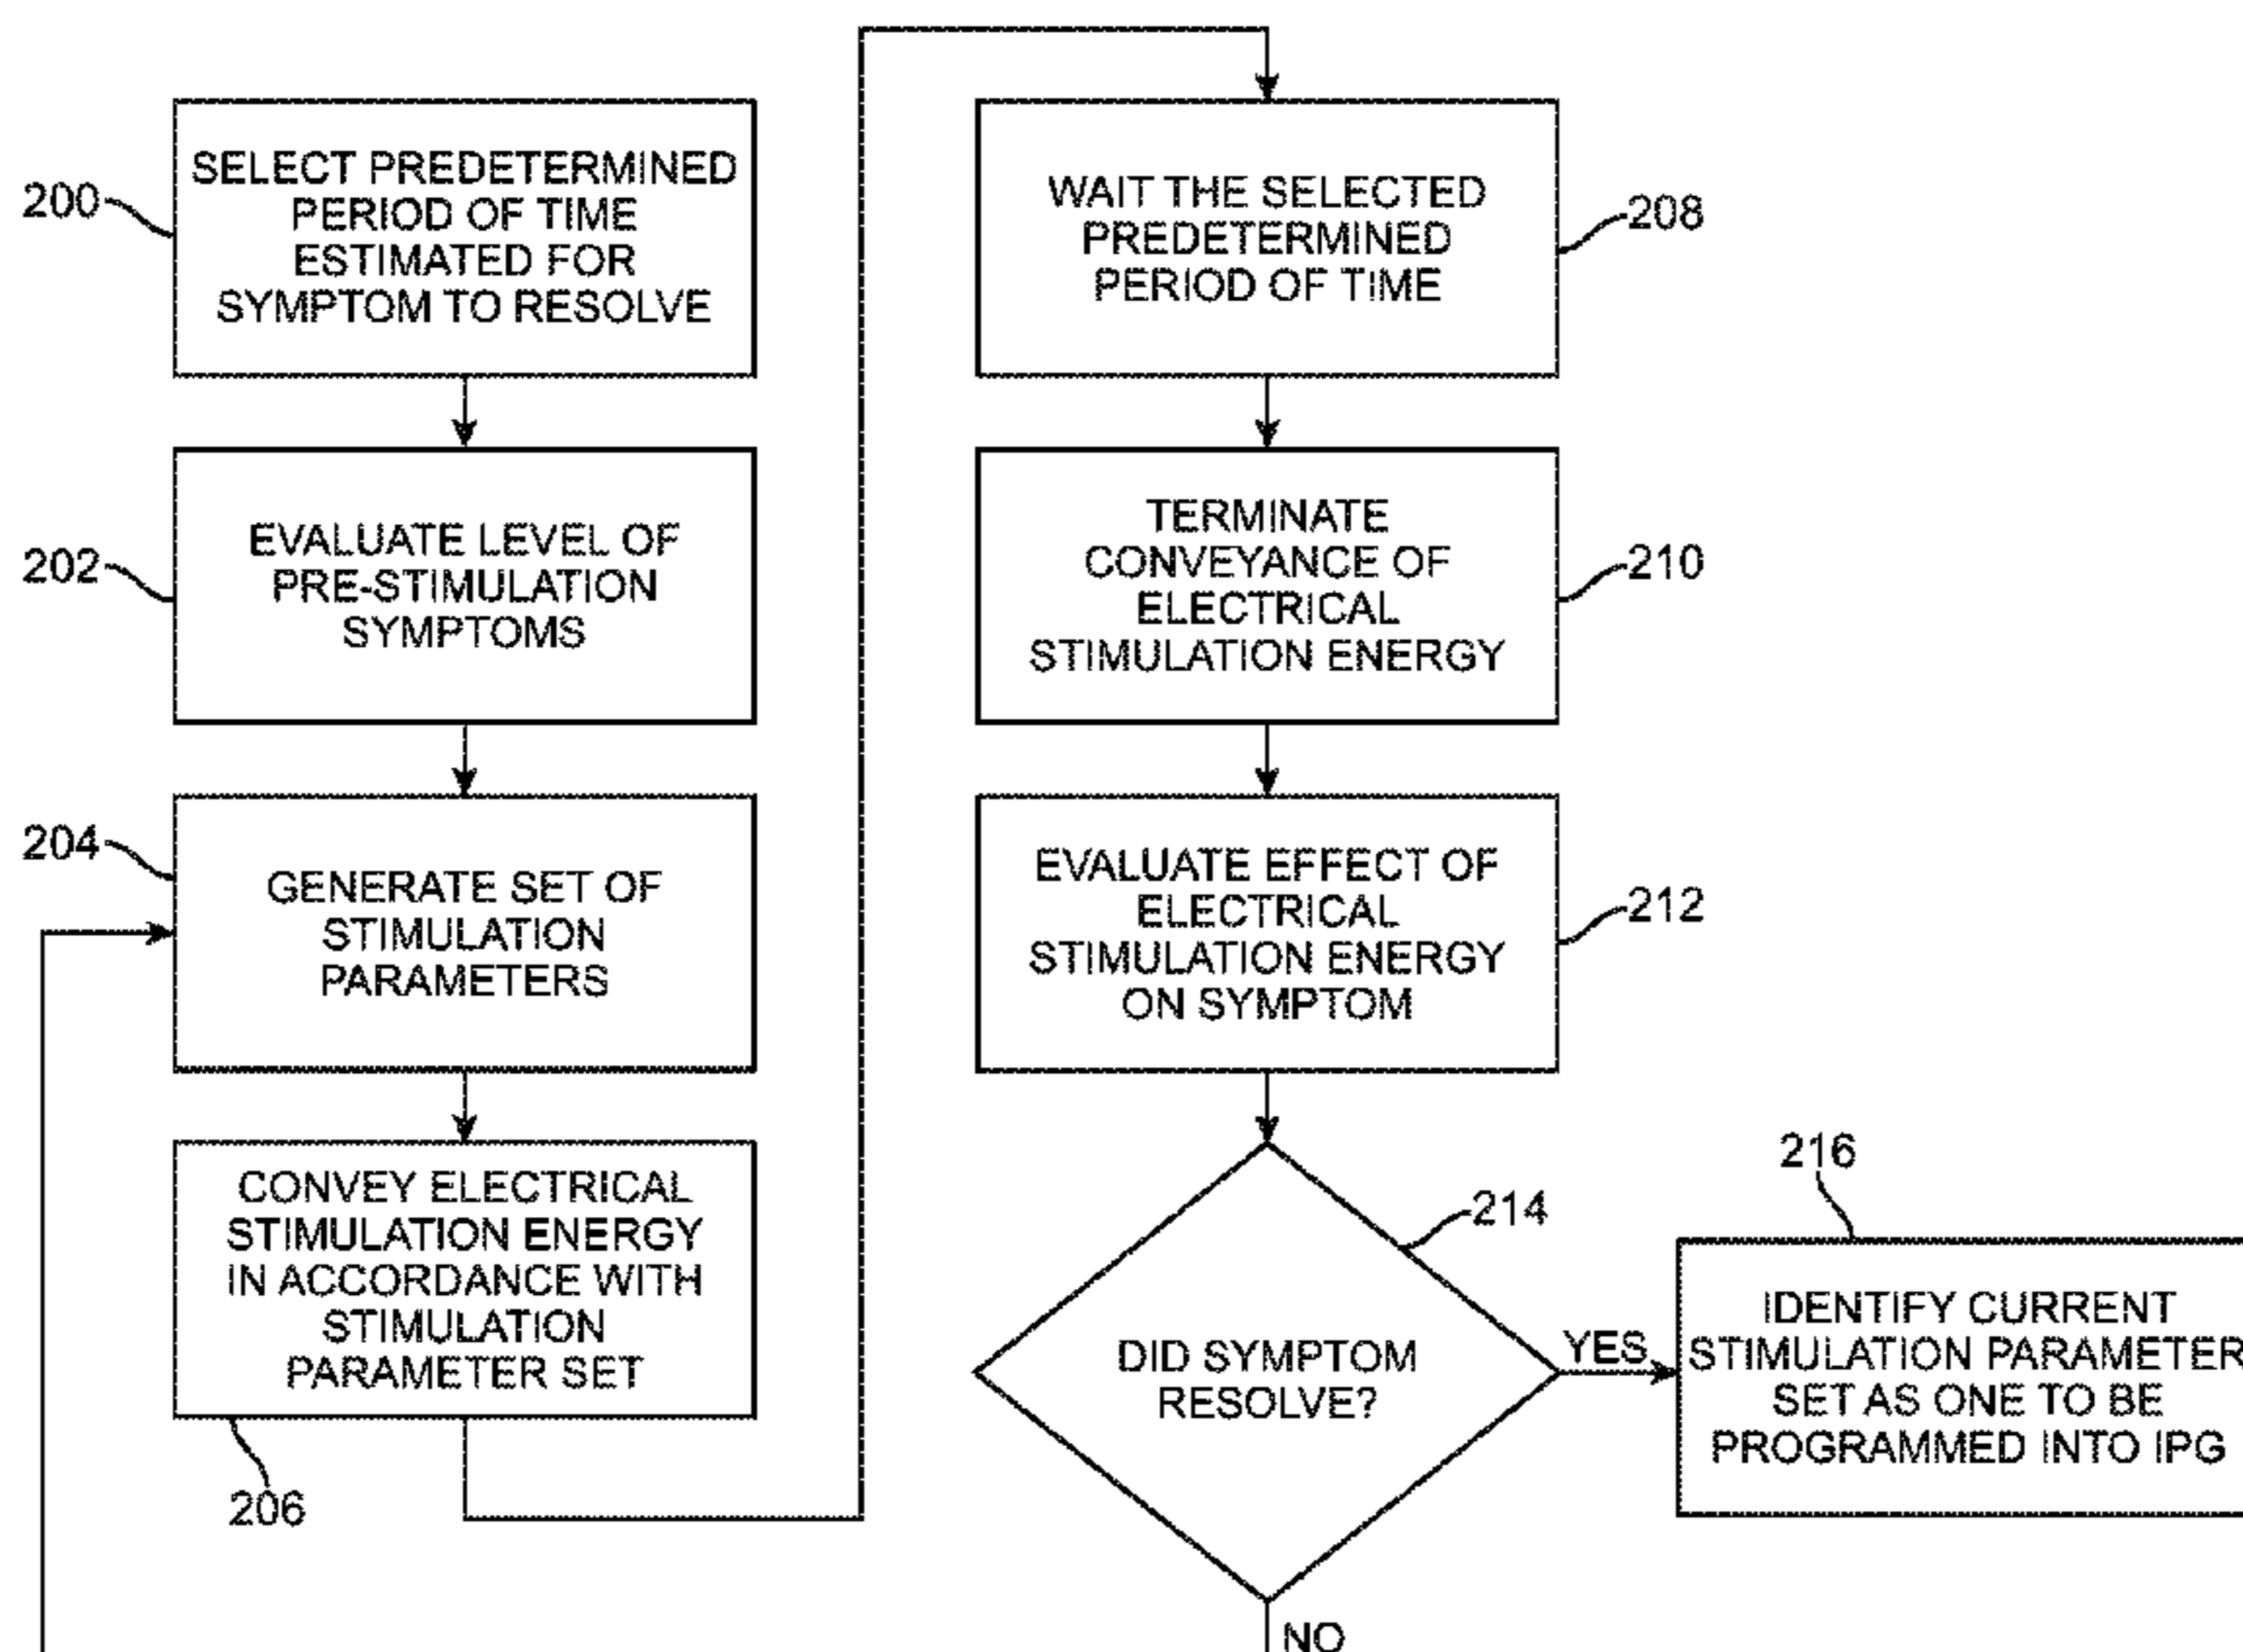 200
SELECT PREDETERMINED
PERIOD OF TIME
ESTIMATED FOR
SYMPTOM TO RESOLVE
202
EVALUATE LEVEL OF
PRE-STIMULATION
SYMPTOMS
204
GENERATE SET OF
STIMULATION
PARAMETERS
CONVEY ELECTRICAL
STIMULATION ENERGY
IN ACCORDANCE WITH
STIMULATION
PARAMETER SET
206
WAIT THE SELECTED
PREDETERMINED
PERIOD OF TIME
208
TERMINATE
CONVEYANCE OF
ELECTRICAL
STIMULATION ENERGY
210
EVALUATE EFFECT OF
ELECTRICAL
STIMULATION ENERGY
ON SYMPTOM
212
DID SYMPTOM
RESOLVE?
214
YES
NO
216
IDENTIFY CURRENT
STIMULATION PARAMETER
SET AS ONE TO BE
PROGRAMMED INTO IPG